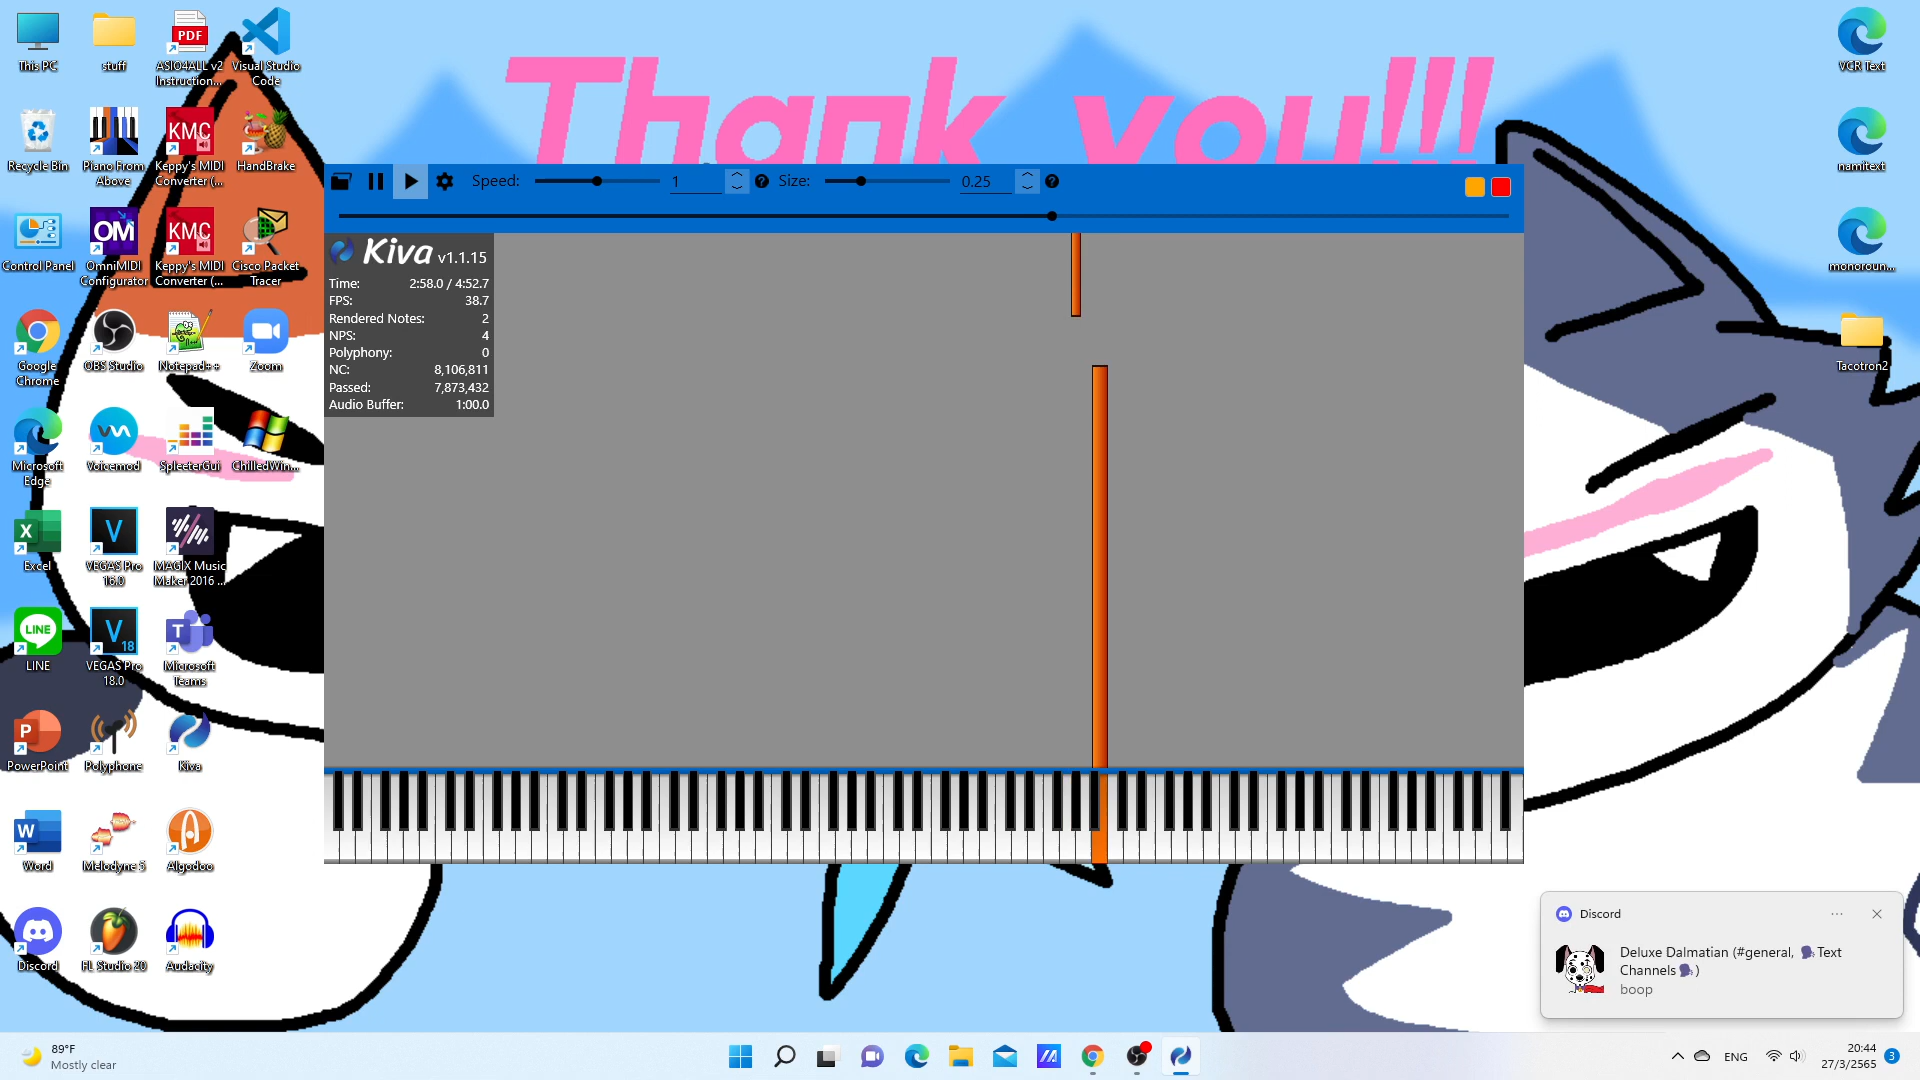 Thank you!!!
This PC
stuff
ASIO4ALL v2
Instruction...
Visual Studio
Code
VCR Text
Recycle Bin
Piano From
Above
Keppy's MIDI
Converter (...
HandBrake
namitext
Speed:
1
Size:
0.25
Control Panel
OmniMIDI
Configurator
Keppy's MIDI
Converter (...
Cisco Packet
Tracer
monoroun...
Kiva v1.1.15
Time: 2:58.0 / 4:52.7
FPS: 38.7
Rendered Notes: 2
NPS: 4
Polyphony: 0
NC: 8,106,811
Passed: 7,873,432
Audio Buffer: 1:00.0
Google
Chrome
OBS Studio
Notepad++
Zoom
Tacotron2
Microsoft
Edge
Voicemod
SpleeterGui
ChilledWin...
Excel
VEGAS Pro
16.0
MAGIX Music
Maker 2016 ...
LINE
VEGAS Pro
18.0
Microsoft
Teams
PowerPoint
Polyphone
Kiva
Word
Melodyne 5
Algodoo
Discord
FL Studio 20
Audacity
PDF
KMC
OM
KMC
LINE
V
V
18
X
P
W
T
Discord
Deluxe Dalmatian (#general, 🗣Text
Channels🗣)
boop
89°F
Mostly clear
ENG
20:44
27/3/2565
3